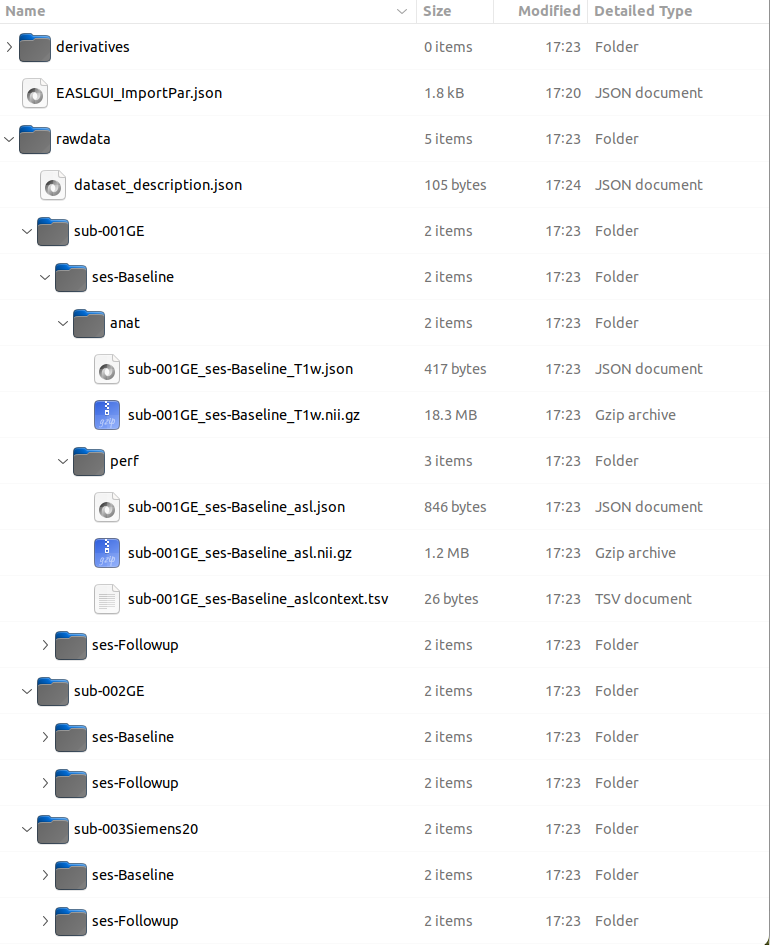 Name Size Modified Detailed Type
derivatives 0 items 17:23 Folder
EASLGUI_ImportPar.json 1.8 kB 17:20 JSON document
rawdata 5 items 17:23 Folder
dataset_description.json 105 bytes 17:24 JSON document
sub-001GE 2 items 17:23 Folder
ses-Baseline 2 items 17:23 Folder
anat 2 items 17:23 Folder
sub-001GE_ses-Baseline_T1w.json 417 bytes 17:23 JSON document
gzip sub-001GE_ses-Baseline_T1w.nii.gz 18.3 MB 17:23 Gzip archive
perf 3 items 17:23 Folder
sub-001GE_ses-Baseline_asl.json 846 bytes 17:23 JSON document
gzip sub-001GE_ses-Baseline_asl.nii.gz 1.2 MB 17:23 Gzip archive
sub-001GE_ses-Baseline_aslcontext.tsv 26 bytes 17:23 TSV document
ses-Followup 2 items 17:23 Folder
sub-002GE 2 items 17:23 Folder
ses-Baseline 2 items 17:23 Folder
ses-Followup 2 items 17:23 Folder
sub-003Siemens20 2 items 17:23 Folder
ses-Baseline 2 items 17:23 Folder
ses-Followup 2 items 17:23 Folder